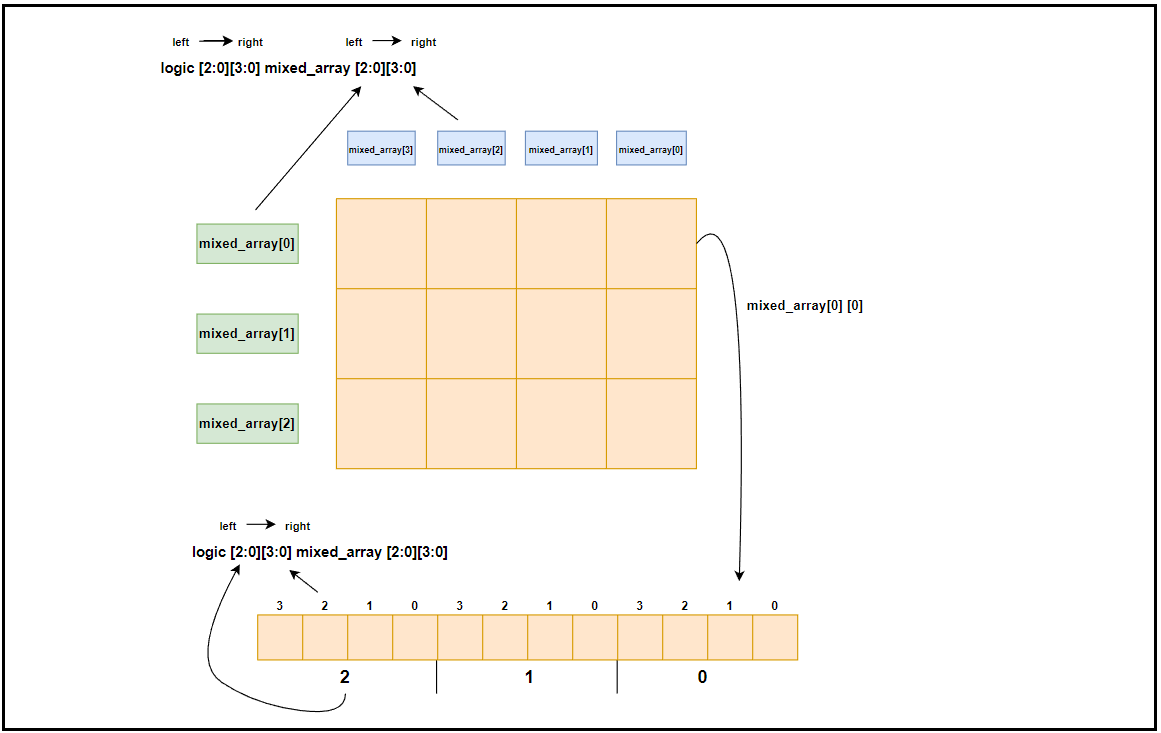 left right left right
logic [2:0][3:0] mixed_array [2:0][3:0]
mixed_array[3] mixed_array[2] mixed_array[1] mixed_array[0]
mixed_array[0]
mixed_array[0] [0]
mixed_array[1]
mixed_array[2]
left right
logic [2:0][3:0] mixed_array [2:0][3:0]
3 2 1 0 3 2 1 0 3 2 1 0
2 1 0